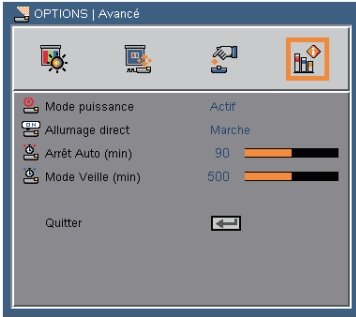 OPTIONS | Avancé
Mode puissance Actif
Allumage direct Marche
Arrêt Auto (min) 90
Mode Veille (min) 500
Quitter